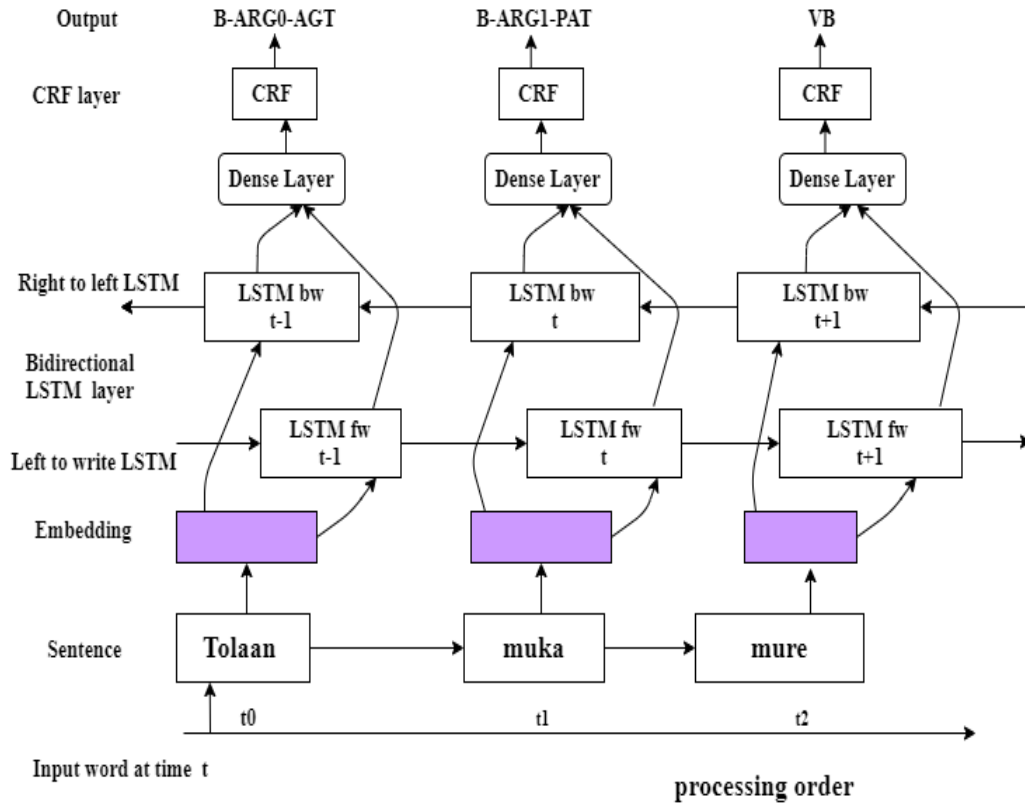 Output
B-ARG0-AGT
B-ARG1-PAT
VB
CRF layer
CRF
CRF
CRF
Dense Layer
Dense Layer
Dense Layer
Right to left LSTM
LSTM bw
t-1
LSTM bw
t
LSTM bw
t+1
Bidirectional
LSTM layer
LSTM fw
t-1
LSTM fw
t
LSTM fw
t+1
Left to write LSTM
Embedding
Sentence
Tolaan
muka
mure
t0
t1
t2
Input word at time t
processing order